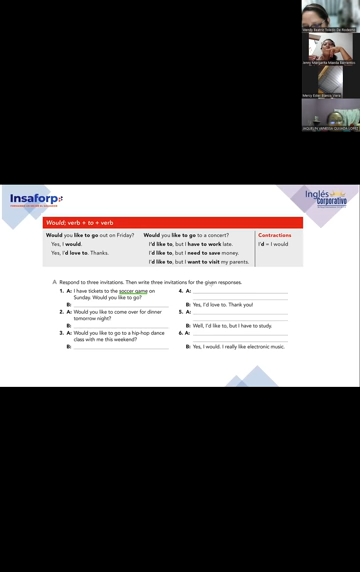 Insaforp
Inglés
Corporativo
Would; verb + to + verb
Would you like to go out on Friday?
Yes, I would.
Yes, I'd love to. Thanks.
Would you like to go to a concert?
I'd like to, but I have to work late.
I'd like to, but I need to save money.
I'd like to, but I want to visit my parents.
Contractions
I'd = I would
A Respond to three invitations. Then write three invitations for the given responses.
1. A: I have tickets to the soccer game on
Sunday. Would you like to go?
B:
2. A: Would you like to come over for dinner
tomorrow night?
B:
3. A: Would you like to go to a hip-hop dance
class with me this weekend?
B:
4. A:
B: Yes, I'd love to. Thank you!
5. A:
B: Well, I'd like to, but I have to study.
6. A:
B: Yes, I would. I really like electronic music.